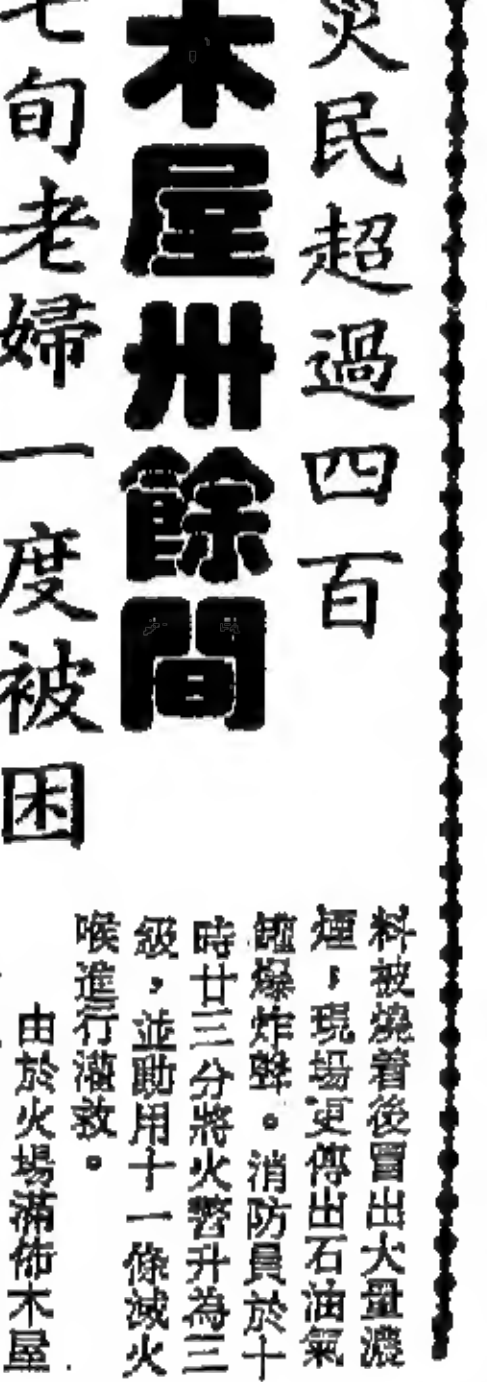 災民超過四百
木屋卅餘間
七旬老婦一度被困
料被燒着後冒出大量濃
煙，現場更傳出石油氣
罐爆炸聲。消防員於十
時廿三分將火警升為三
級，並動用十一條滅火
喉進行灌救。
由於火場滿佈木屋